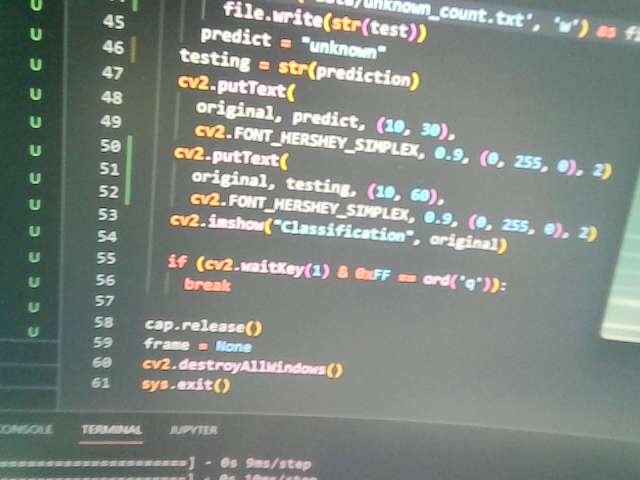 unknown_count.txt', 'w') as
45 file.write(str(test))
46 predict = "unknown"
47 testing = str(prediction)
48 cv2.putText(
49 original, predict, (10, 30),
50 cv2.FONT_HERSHEY_SIMPLEX, 0.9, (0, 255, 0), 2)
51 cv2.putText(
52 original, testing, (10, 60),
53 cv2.FONT_HERSHEY_SIMPLEX, 0.9, (0, 255, 0), 2)
54 cv2.imshow("Classification", original)
55 if (cv2.waitKey(1) & 0xFF == ord('q')):
56 break
57
58 cap.release()
59 frame = None
60 cv2.destroyAllWindows()
61 sys.exit()
U
U
U
U
U
U
U
U
U
U
U
U
U
CONSOLE TERMINAL JUPYTER
=====================] - 0s 9ms/step
=====================] - 0s 10ms/step